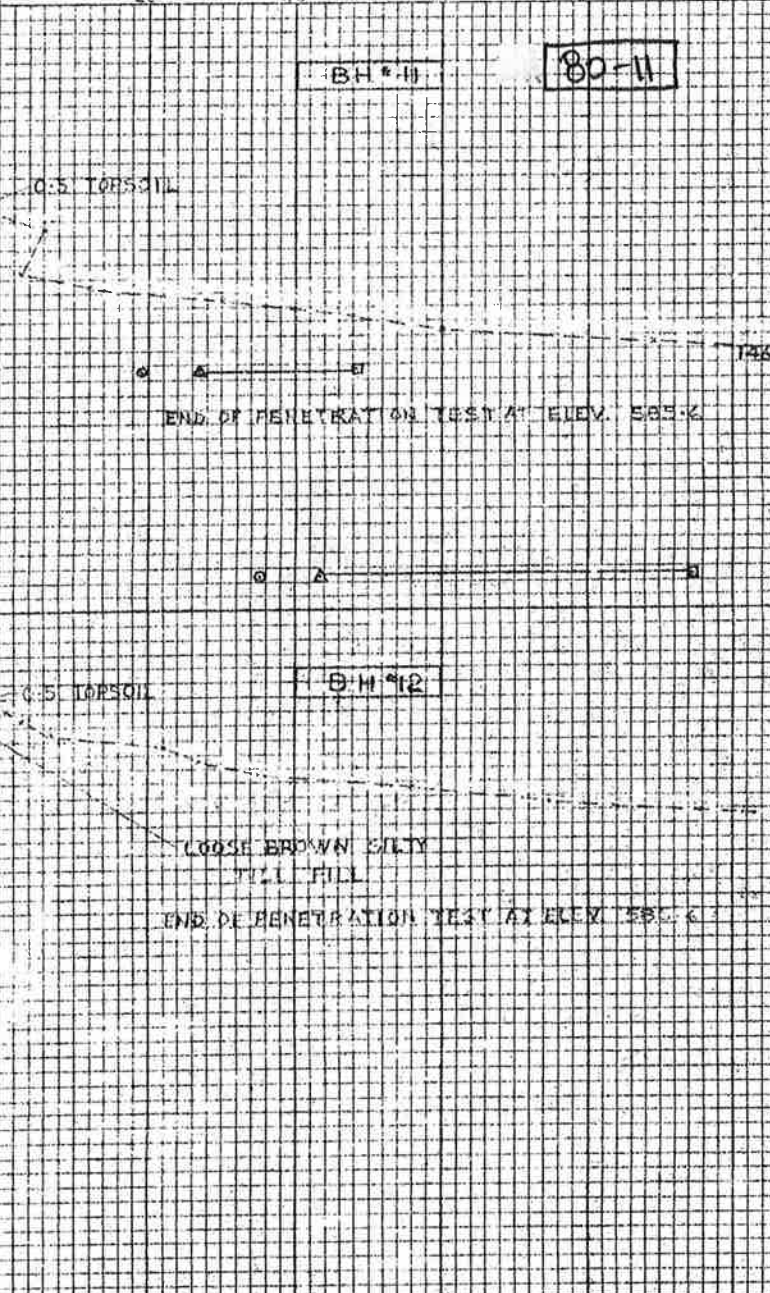 BH #11
80-11
0.5 TOPSOIL
146
END OF PENETRATION TEST AT ELEV. 585.6
0.5 TOPSOIL
BH #12
LOOSE BROWN SILTY
TILL FILL
END OF PENETRATION TEST AT ELEV.